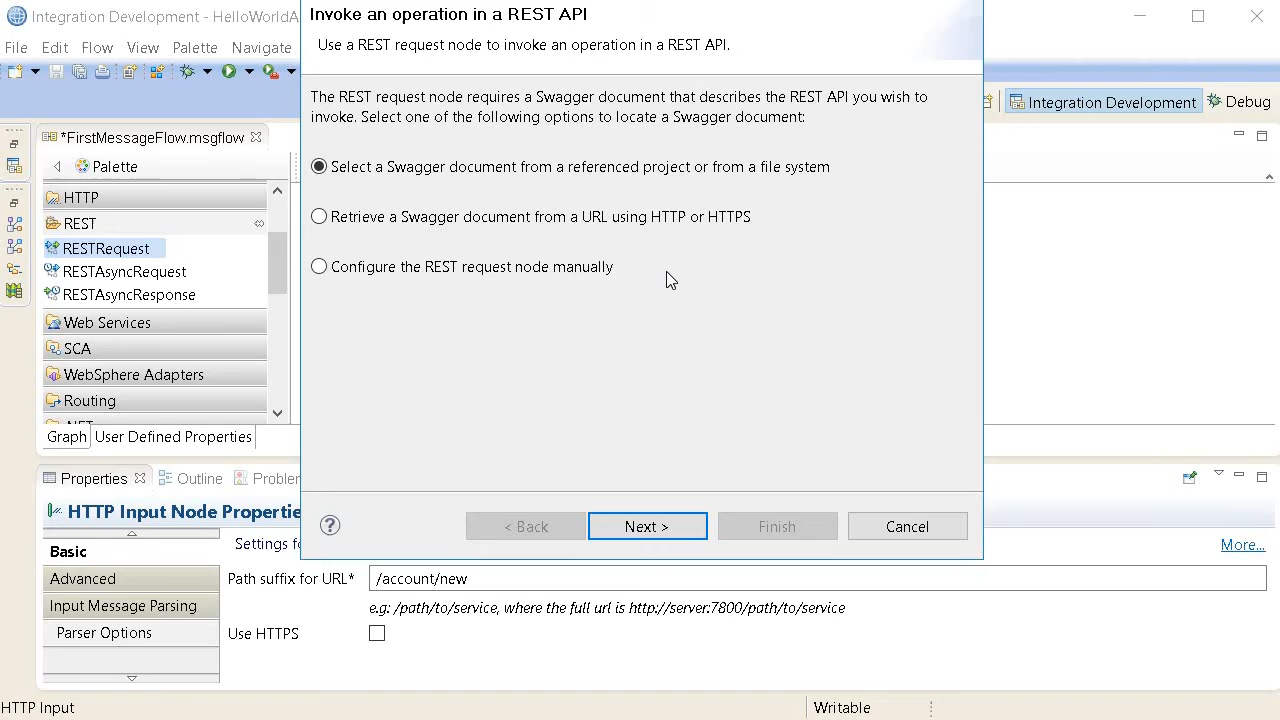 Integration Development - HelloWorldA
Invoke an operation in a REST API
Use a REST request node to invoke an operation in a REST API.
File Edit Flow View Palette Navigate
The REST request node requires a Swagger document that describes the REST API you wish to
invoke. Select one of the following options to locate a Swagger document:
Integration Development Debug
*FirstMessageFlow.msgflow
Palette
HTTP
REST
RESTRequest
RESTAsyncRequest
RESTAsyncResponse
Web Services
SCA
WebSphere Adapters
Routing
.NET
Graph User Defined Properties
Select a Swagger document from a referenced project or from a file system
Retrieve a Swagger document from a URL using HTTP or HTTPS
Configure the REST request node manually
< Back Next > Finish Cancel
Properties Outline Probler
HTTP Input Node Propertie
Basic
Advanced
Input Message Parsing
Parser Options
Settings fo
More...
Path suffix for URL* /account/new
e.g: /path/to/service, where the full url is http://server:7800/path/to/service
Use HTTPS
HTTP Input Writable